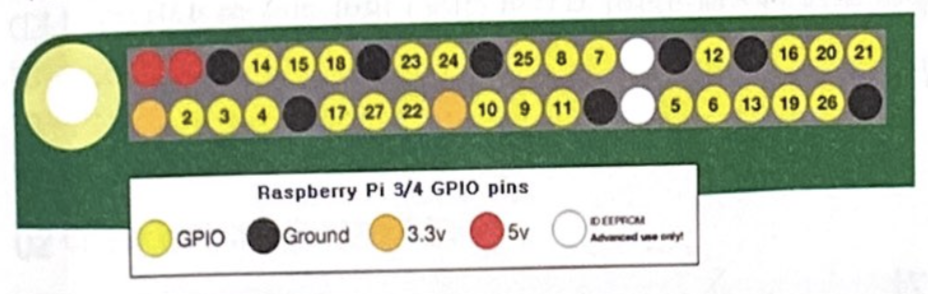 14 15 18 23 24 25 8 7 12 16 20 21
2 3 4 17 27 22 10 9 11 5 6 13 19 26
Raspberry Pi 3/4 GPIO pins
GPIO Ground 3.3v 5v ID EEPROM
Advanced use only!